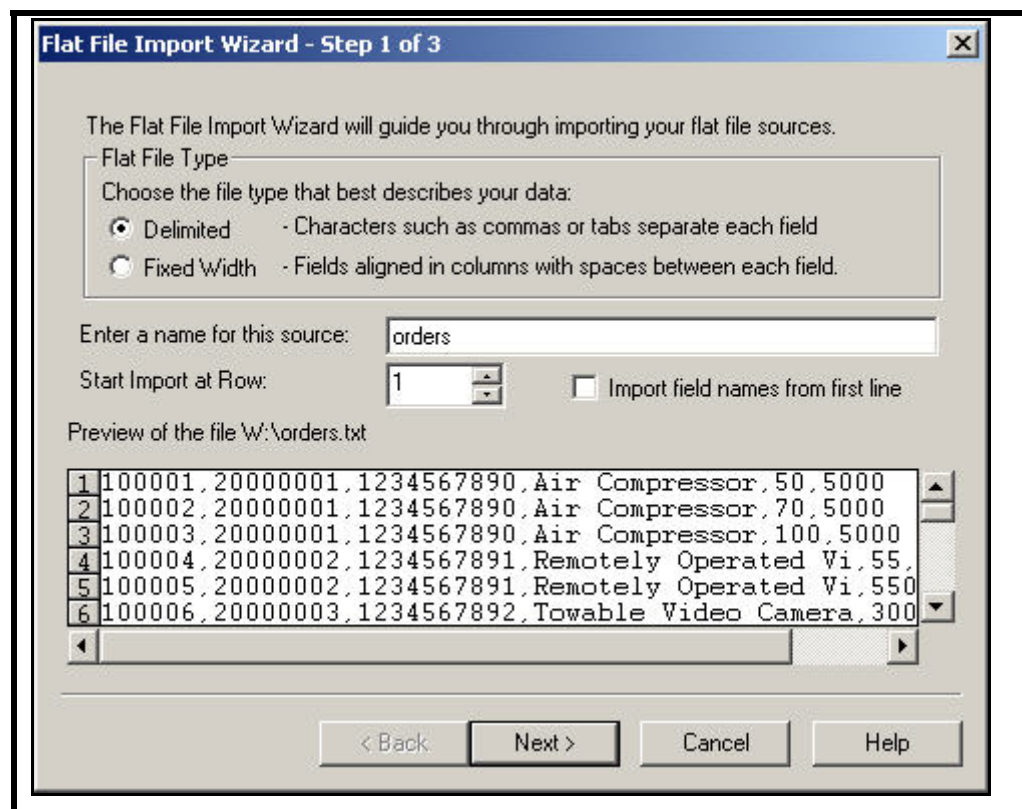 Flat File Import Wizard - Step 1 of 3
The Flat File Import Wizard will guide you through importing your flat file sources.
Flat File Type
Choose the file type that best describes your data:
Delimited - Characters such as commas or tabs separate each field
Fixed Width - Fields aligned in columns with spaces between each field.
Enter a name for this source: orders
Start Import at Row: 1 Import field names from first line
Preview of the file W:\orders.txt
1 100001,20000001,1234567890,Air Compressor,50,5000
2 100002,20000001,1234567890,Air Compressor,70,5000
3 100003,20000001,1234567890,Air Compressor,100,5000
4 100004,20000002,1234567891,Remotely Operated Vi,55,
5 100005,20000002,1234567891,Remotely Operated Vi,550
6 100006,20000003,1234567892,Towable Video Camera,300
< Back Next > Cancel Help